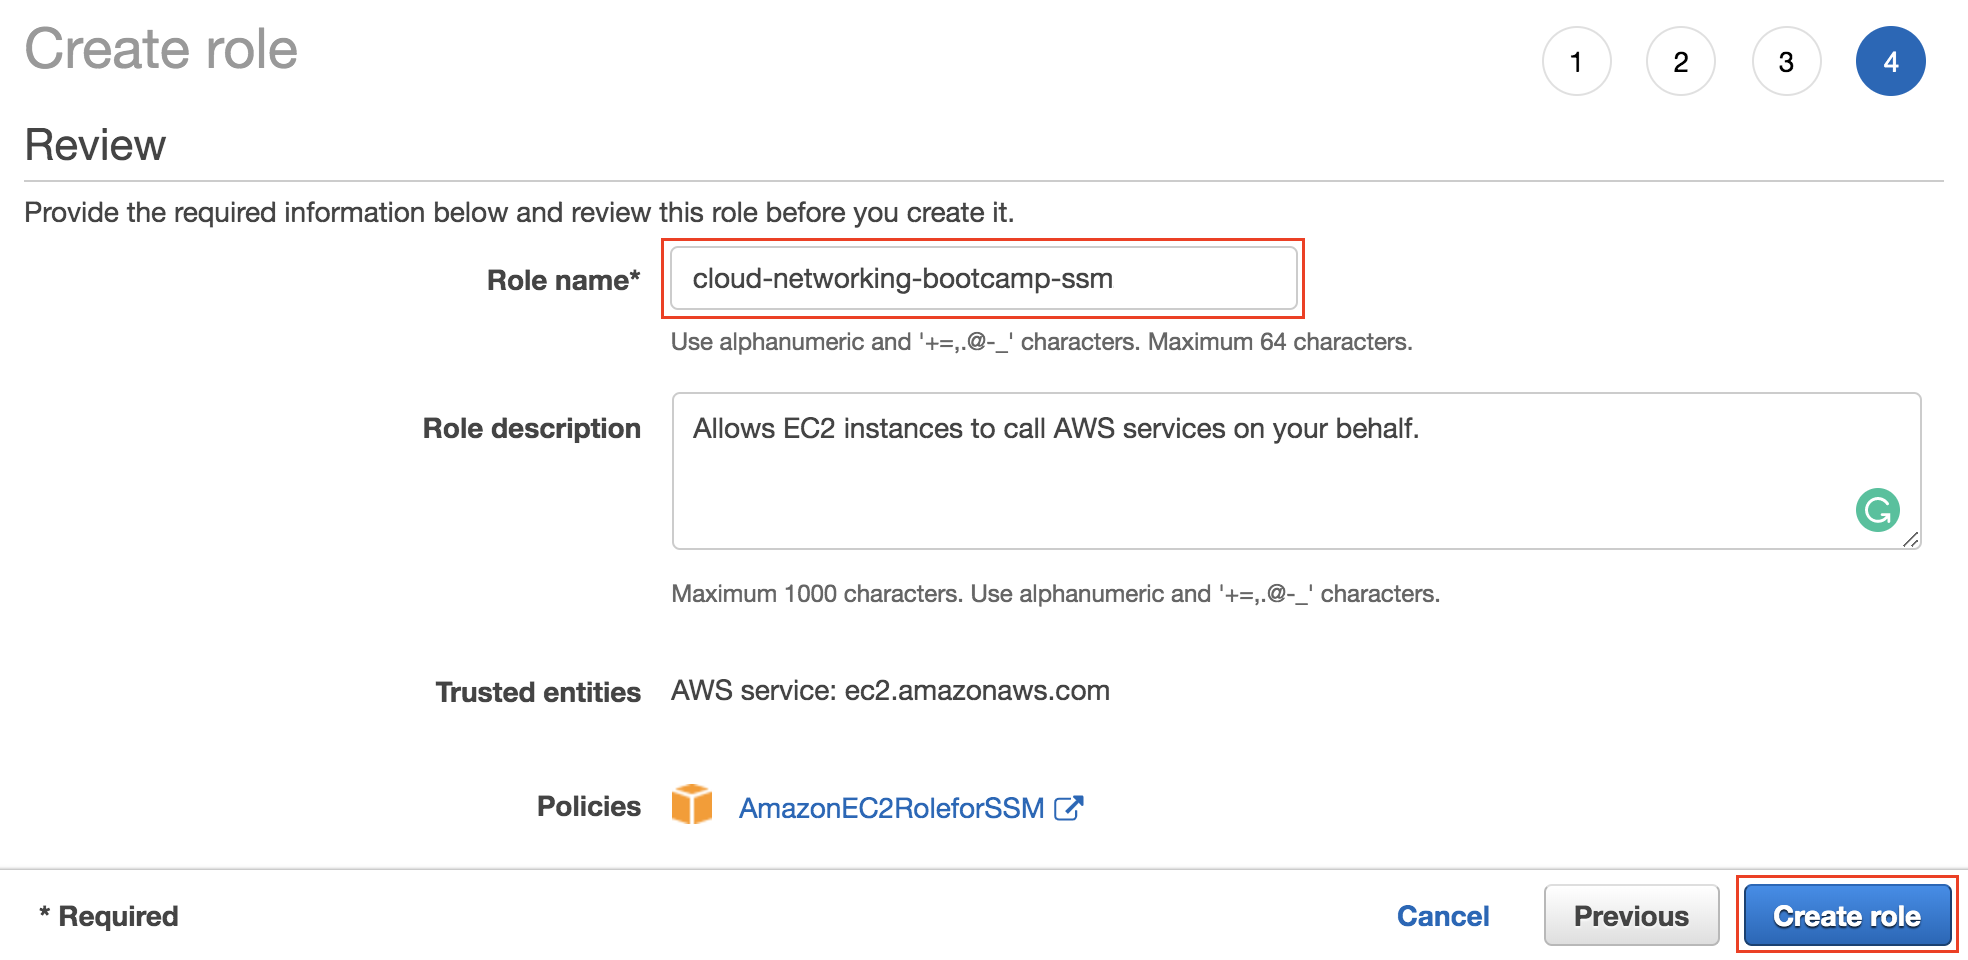 Create role
1 2 3 4
Review
Provide the required information below and review this role before you create it.
Role name* cloud-networking-bootcamp-ssm
Use alphanumeric and '+=,.@-_' characters. Maximum 64 characters.
Role description Allows EC2 instances to call AWS services on your behalf.
Maximum 1000 characters. Use alphanumeric and '+=,.@-_' characters.
Trusted entities AWS service: ec2.amazonaws.com
Policies AmazonEC2RoleforSSM
* Required Cancel Previous Create role